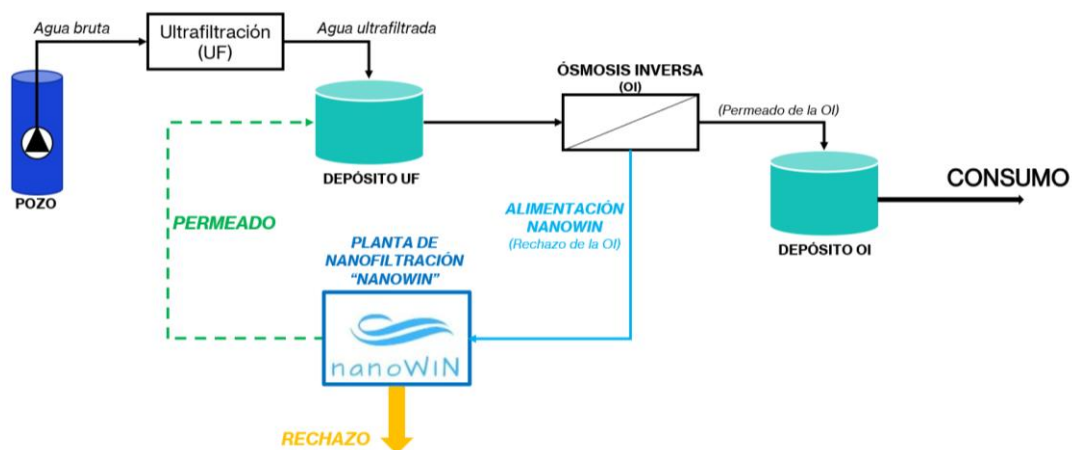 Agua bruta
Ultrafiltración
(UF)
Agua ultrafiltrada
POZO
DEPÓSITO UF
ÓSMOSIS INVERSA
(OI)
(Permeado de la OI)
CONSUMO
DEPÓSITO OI
ALIMENTACIÓN
NANOWIN
(Rechazo de la OI)
PERMEADO
PLANTA DE
NANOFILTRACIÓN
“NANOWIN”
nanoWIN
RECHAZO